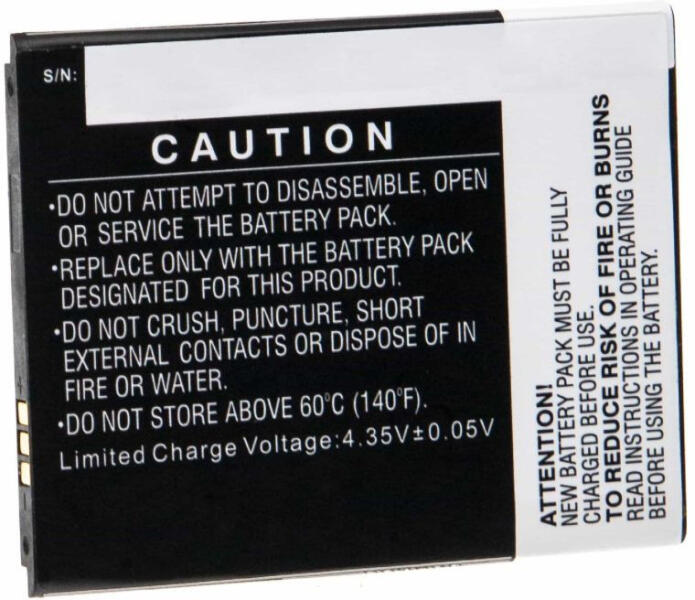 S/N:
CAUTION
•DO NOT ATTEMPT TO DISASSEMBLE, OPEN
OR SERVICE THE BATTERY PACK.
•REPLACE ONLY WITH THE BATTERY PACK
DESIGNATED FOR THIS PRODUCT.
•DO NOT CRUSH, PUNCTURE, SHORT
EXTERNAL CONTACTS OR DISPOSE OF IN
FIRE OR WATER.
•DO NOT STORE ABOVE 60°C (140°F).
Limited Charge Voltage:4.35V±0.05V
ATTENTION!
NEW BATTERY PACK MUST BE FULLY
CHARGED BEFORE USE.
TO REDUCE RISK OF FIRE OR BURNS
READ INSTRUCTIONS IN OPERATING GUIDE
BEFORE USING THE BATTERY.